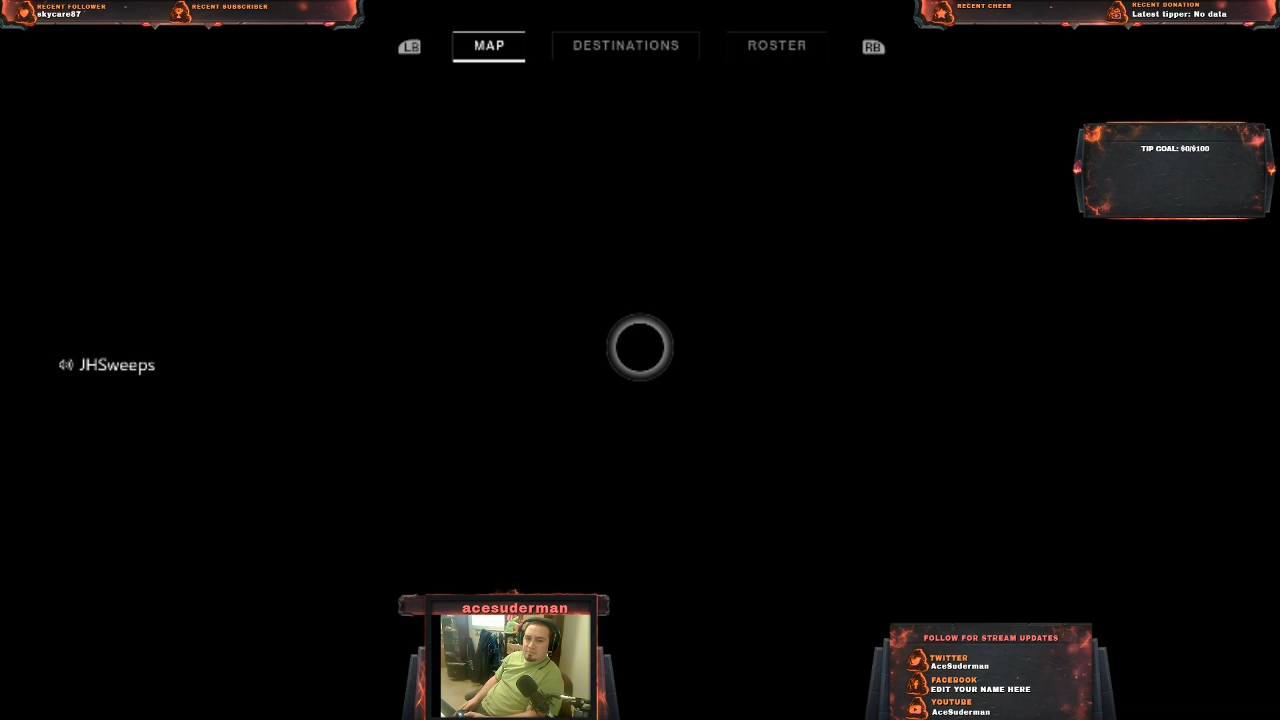 RECENT FOLLOWER
skycare87
RECENT SUBSCRIBER
RECENT CHEER
RECENT DONATION
Latest tipper: No data
LB
MAP
DESTINATIONS
ROSTER
RB
TIP GOAL: $0/$100
JHSweeps
acesuderman
FOLLOW FOR STREAM UPDATES
TWITTER
AceSuderman
FACEBOOK
EDIT YOUR NAME HERE
YOUTUBE
AceSuderman